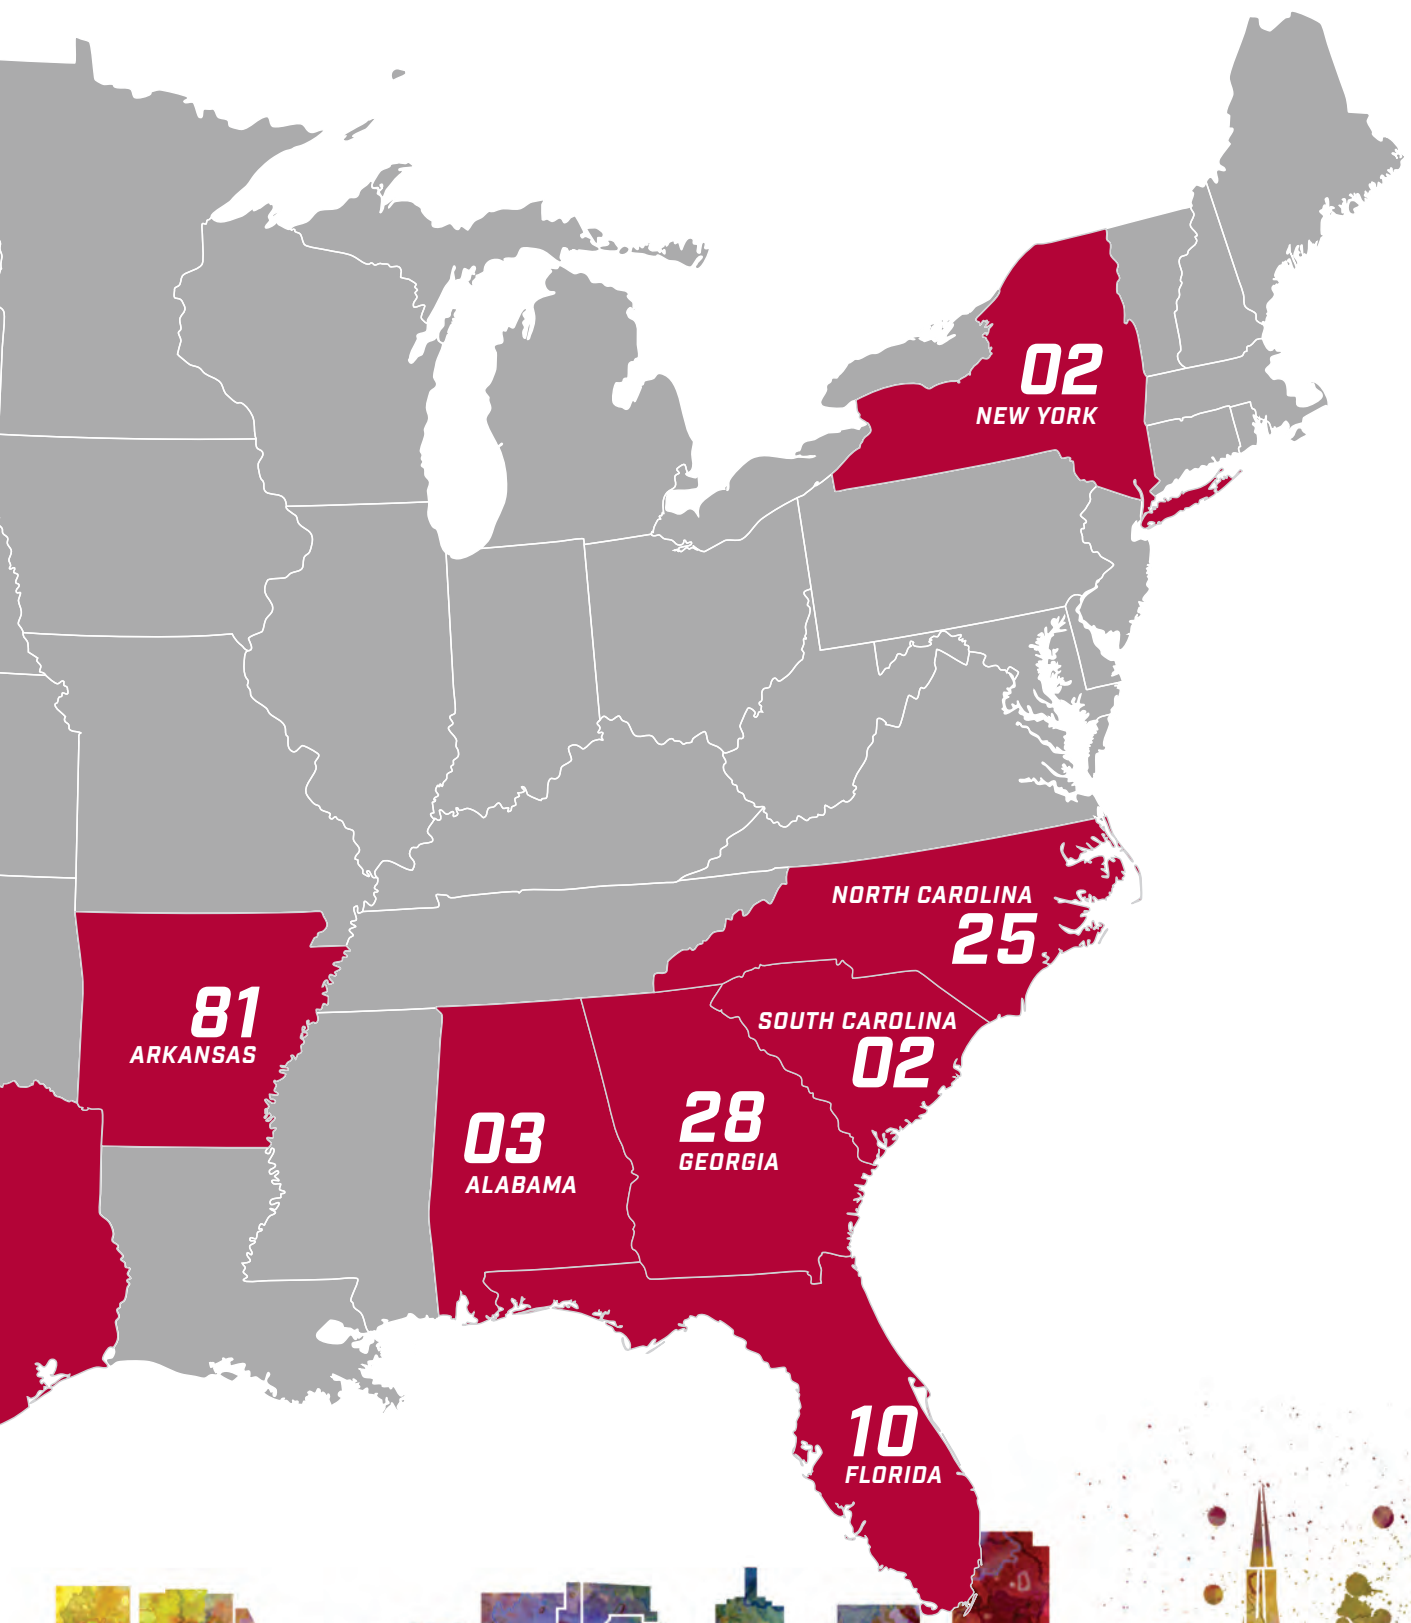 02
NEW YORK
NORTH CAROLINA
25
81
ARKANSAS
SOUTH CAROLINA
02
03
ALABAMA
28
GEORGIA
10
FLORIDA